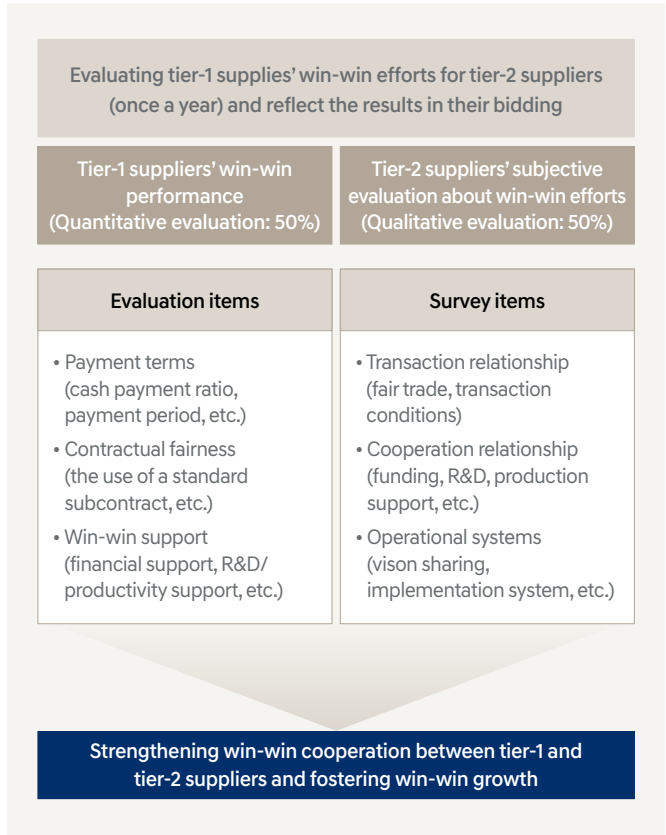 Evaluating tier-1 supplies’ win-win efforts for tier-2 suppliers
(once a year) and reflect the results in their bidding
Tier-1 suppliers’ win-win
performance
(Quantitative evaluation: 50%)
Tier-2 suppliers’ subjective
evaluation about win-win efforts
(Qualitative evaluation: 50%)
Evaluation items
• Payment terms
(cash payment ratio,
payment period, etc.)
• Contractual fairness
(the use of a standard
subcontract, etc.)
• Win-win support
(financial support, R&D/
productivity support, etc.)
Survey items
• Transaction relationship
(fair trade, transaction
conditions)
• Cooperation relationship
(funding, R&D, production
support, etc.)
• Operational systems
(vison sharing,
implementation system, etc.)
Strengthening win-win cooperation between tier-1 and
tier-2 suppliers and fostering win-win growth